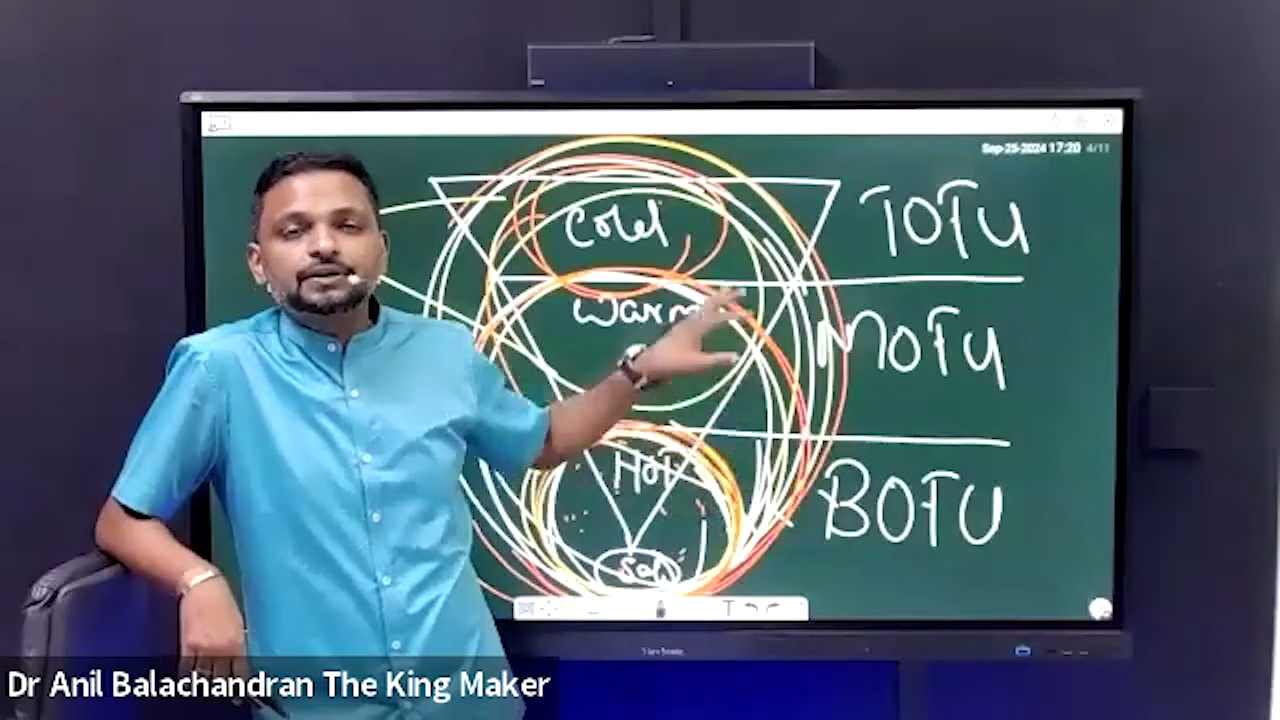 Sep-25-2024 17:20 4/11
Cold
TOFU
Warm
MOFU
HOT
BOFU
Dr Anil Balachandran The King Maker